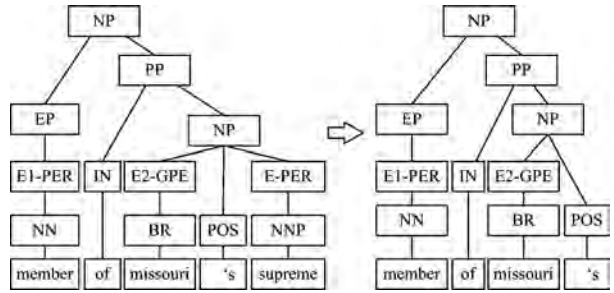 NP
PP
EP
NP
E1-PER IN E2-GPE E-PER
NN BR POS NNP
member of missouri 's supreme
NP
PP
EP NP
E1-PER IN E2-GPE
NN BR POS
member of missouri 's